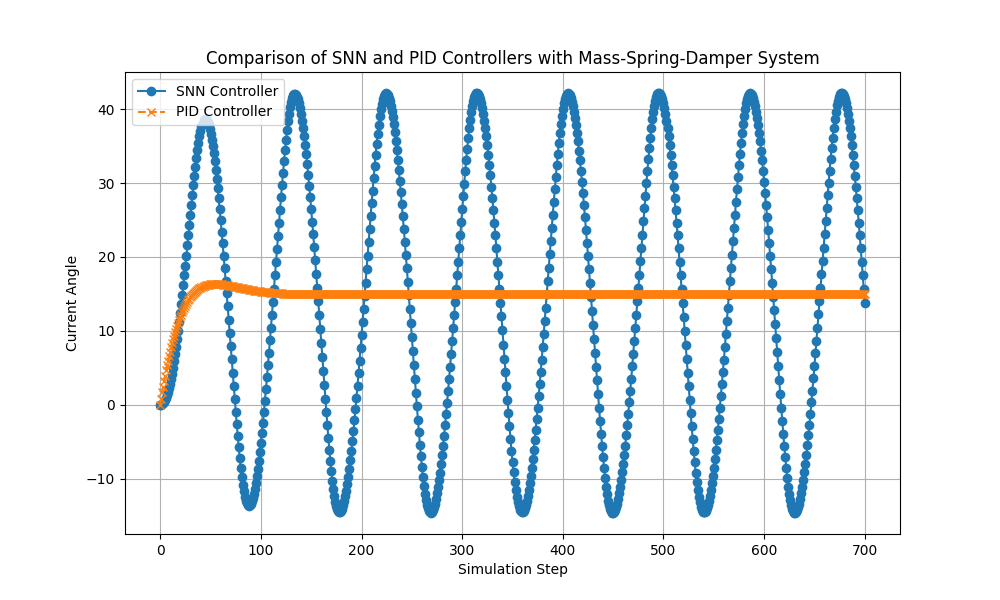 Comparison of SNN and PID Controllers with Mass-Spring-Damper System
SNN Controller
PID Controller
40
30
20
10
0
−10
Current Angle
0 100 200 300 400 500 600 700
Simulation Step